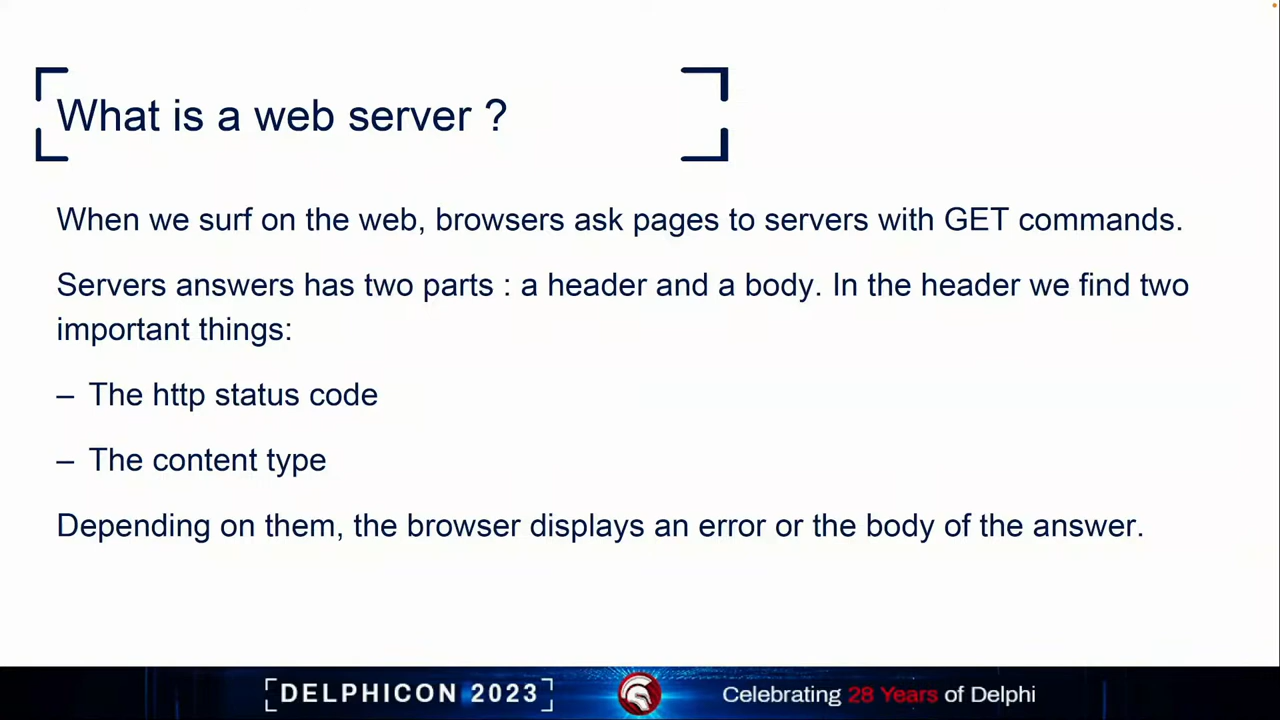 What is a web server ?
When we surf on the web, browsers ask pages to servers with GET commands.
Servers answers has two parts : a header and a body. In the header we find two
important things:
– The http status code
– The content type
Depending on them, the browser displays an error or the body of the answer.
[DELPHICON 2023]
Celebrating 28 Years of Delphi